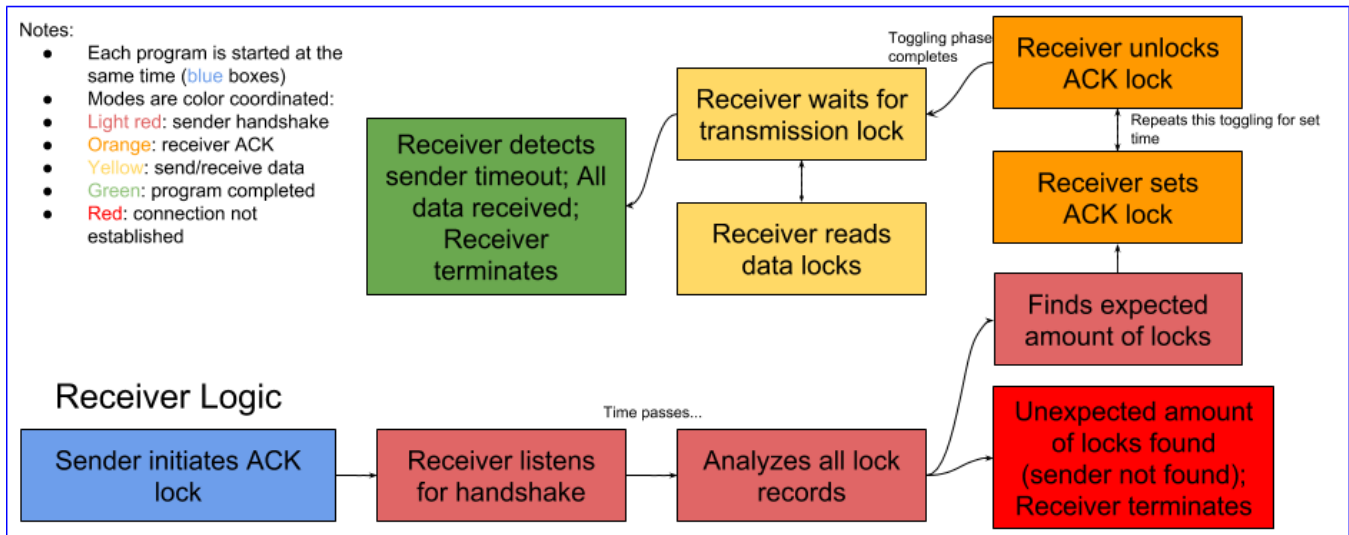 Notes:
● Each program is started at the
same time (blue boxes)
● Modes are color coordinated:
● Light red: sender handshake
● Orange: receiver ACK
● Yellow: send/receive data
● Green: program completed
● Red: connection not
established
Receiver detects
sender timeout; All
data received;
Receiver
terminates
Receiver waits for
transmission lock
Receiver reads
data locks
Toggling phase
completes
Receiver unlocks
ACK lock
Repeats this toggling for set
time
Receiver sets
ACK lock
Finds expected
amount of locks
Receiver Logic
Sender initiates ACK
lock
Receiver listens
for handshake
Time passes...
Analyzes all lock
records
Unexpected amount
of locks found
(sender not found);
Receiver terminates